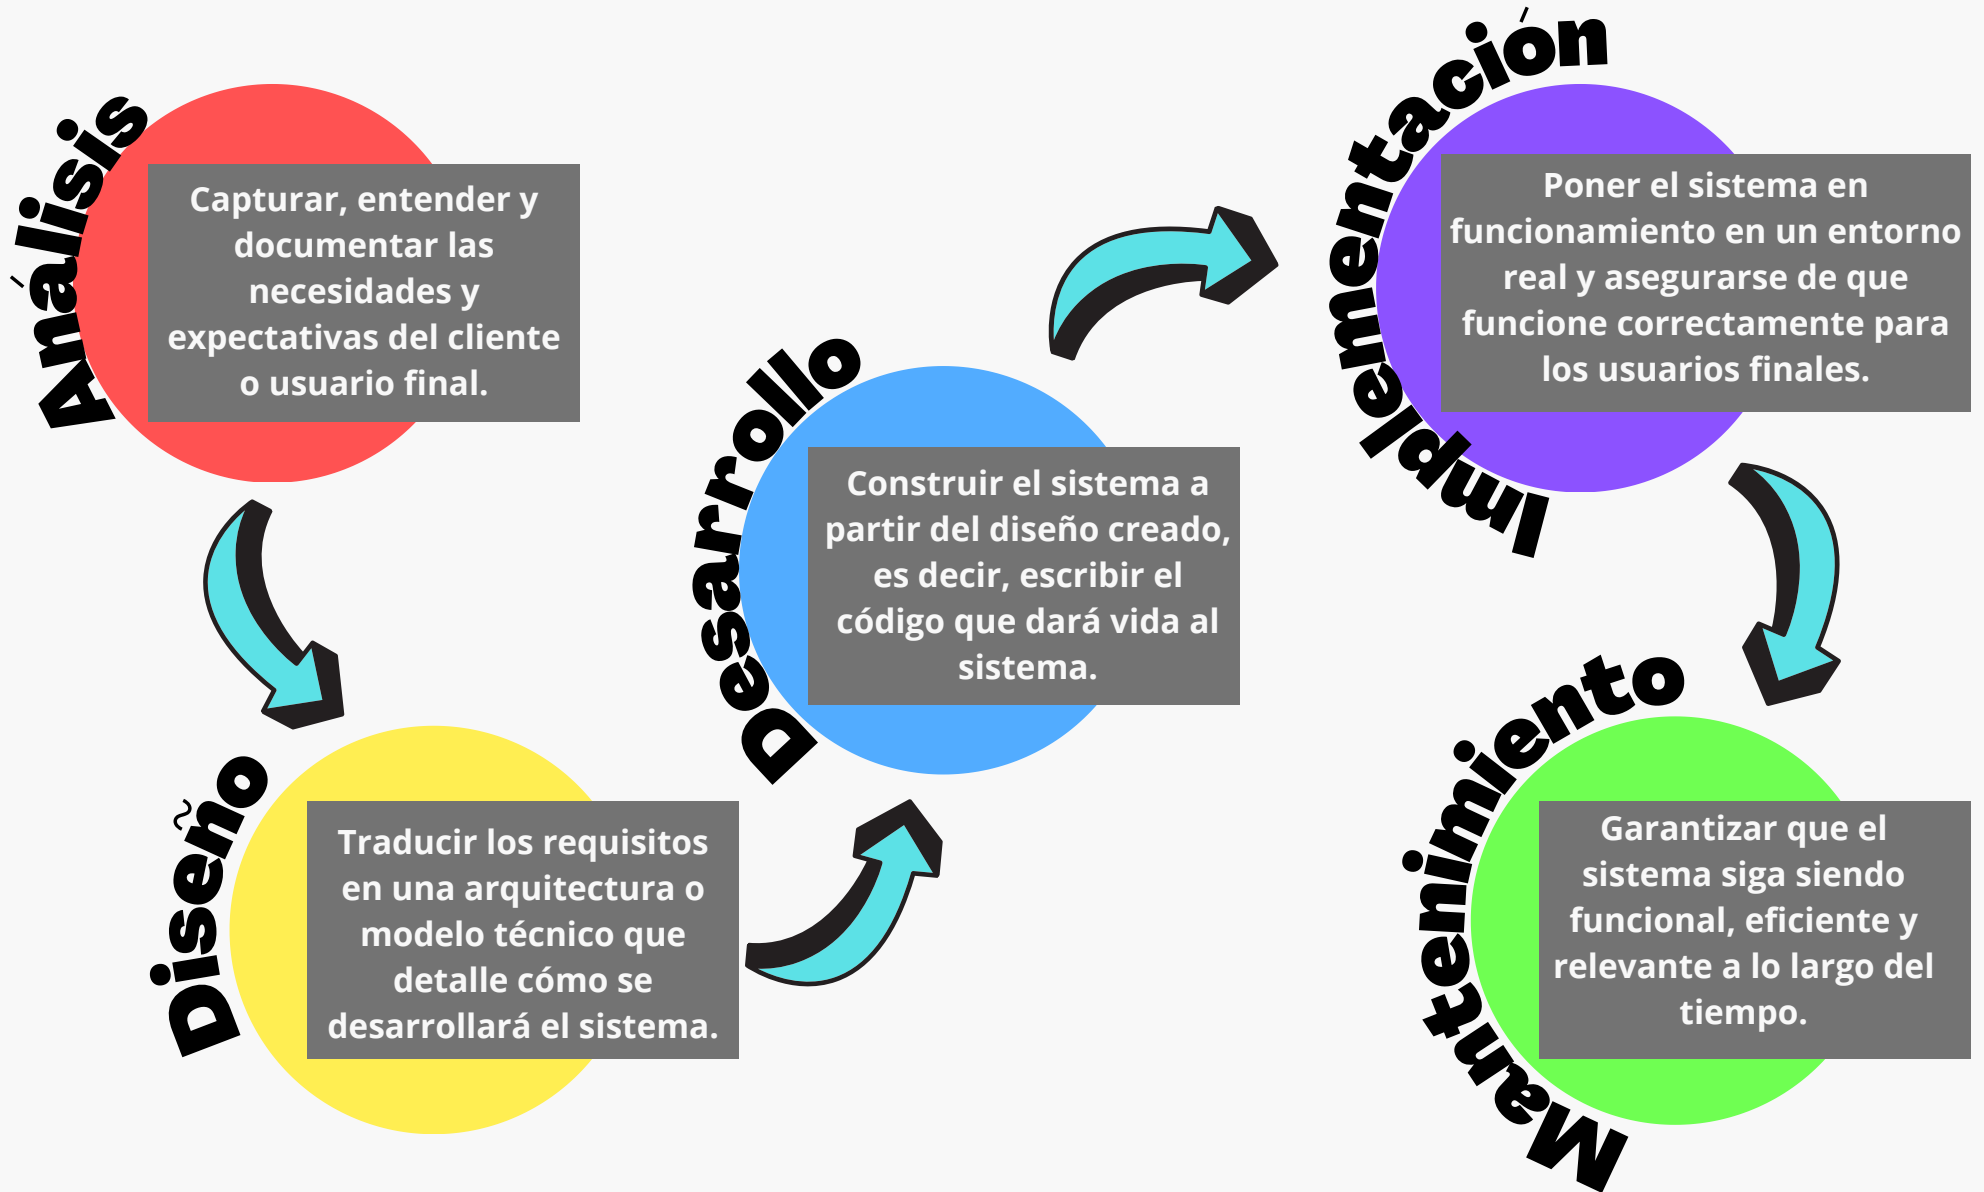 Análisis
Capturar, entender y
documentar las
necesidades y
expectativas del cliente
o usuario final.
Diseño
Traducir los requisitos
en una arquitectura o
modelo técnico que
detalle cómo se
desarrollará el sistema.
Desarrollo
Construir el sistema a
partir del diseño creado,
es decir, escribir el
código que dará vida al
sistema.
Implementación
Poner el sistema en
funcionamiento en un entorno
real y asegurarse de que
funcione correctamente para
los usuarios finales.
Mantenimiento
Garantizar que el
sistema siga siendo
funcional, eficiente y
relevante a lo largo del
tiempo.